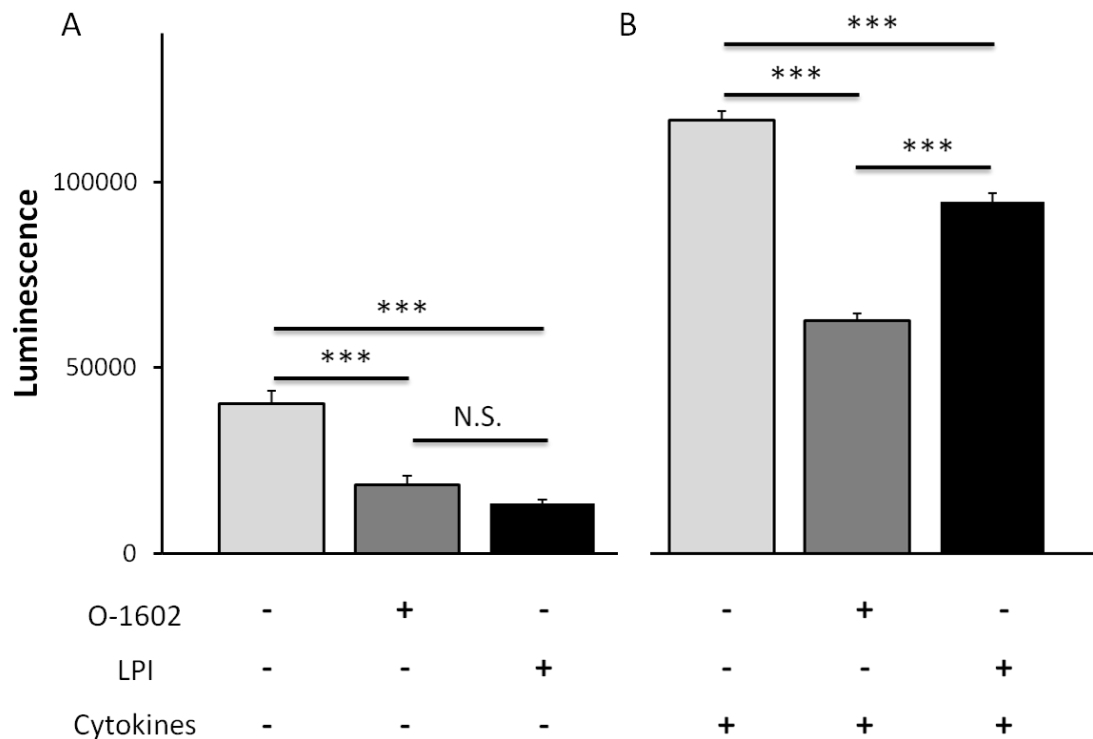 A B
***
***
***
100000
***
***
50000
N.S.
0
Luminescence
O-1602 - + - - + -
LPI - - + - - +
Cytokines - - - + + +